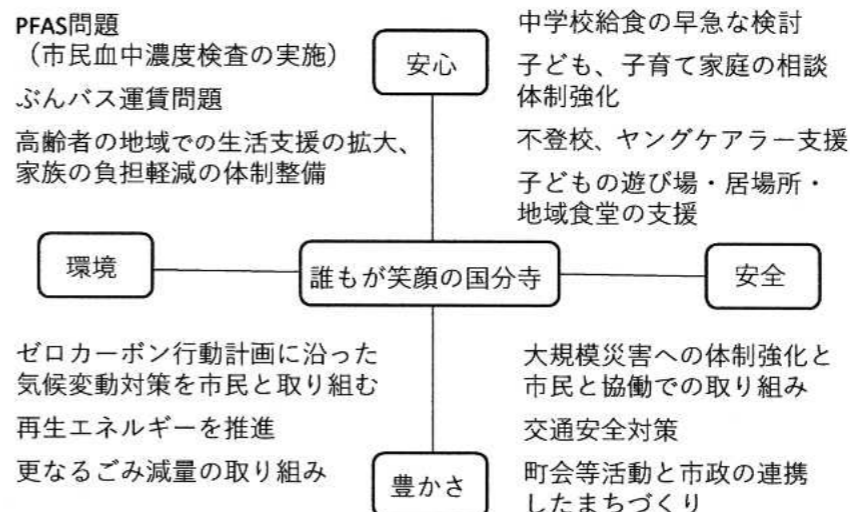 PFAS問題
（市民血中濃度検査の実施）
ぶんバス運賃問題
高齢者の地域での生活支援の拡大、
家族の負担軽減の体制整備
安心
中学校給食の早急な検討
子ども、子育て家庭の相談
体制強化
不登校、ヤングケアラー支援
子どもの遊び場・居場所・
地域食堂の支援
環境
誰もが笑顔の国分寺
安全
ゼロカーボン行動計画に沿った
気候変動対策を市民と取り組む
再生エネルギーを推進
更なるごみ減量の取り組み
豊かさ
大規模災害への体制強化と
市民と協働での取り組み
交通安全対策
町会等活動と市政の連携
したまちづくり